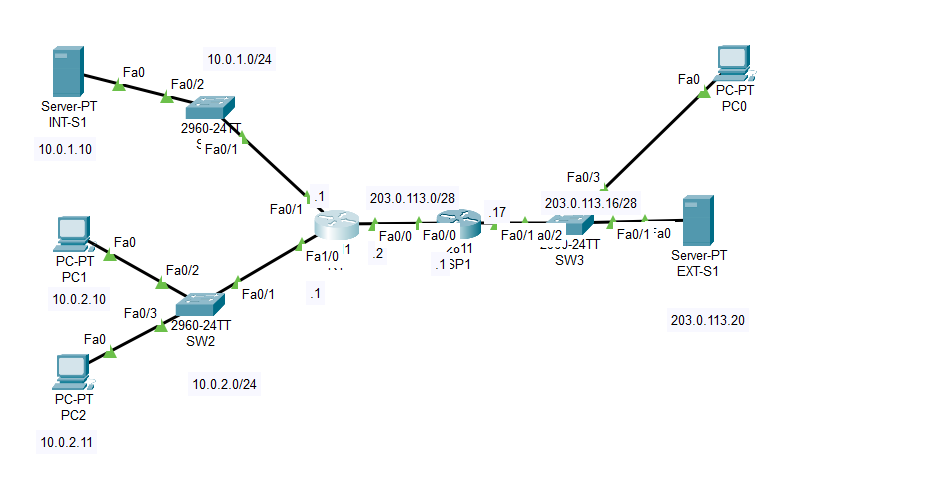 10.0.1.0/24
Fa0
Fa0/2
Server-PT
INT-S1
2960-24TT
Fa0/1
10.0.1.10
Fa0
PC-PT
PC0
Fa0/3
.1
Fa0/1
203.0.113.0/28
.17
203.0.113.16/28
Fa0/0
Fa0/0
Fa0/1
a0/2
Fa0/1
Fa0
.2
.1
SP1
SW3
Server-PT
EXT-S1
203.0.113.20
Fa0
PC-PT
PC1
Fa0/2
10.0.2.10
Fa1/0
.1
Fa0/1
Fa0/3
2960-24TT
SW2
Fa0
PC-PT
PC2
10.0.2.0/24
10.0.2.11